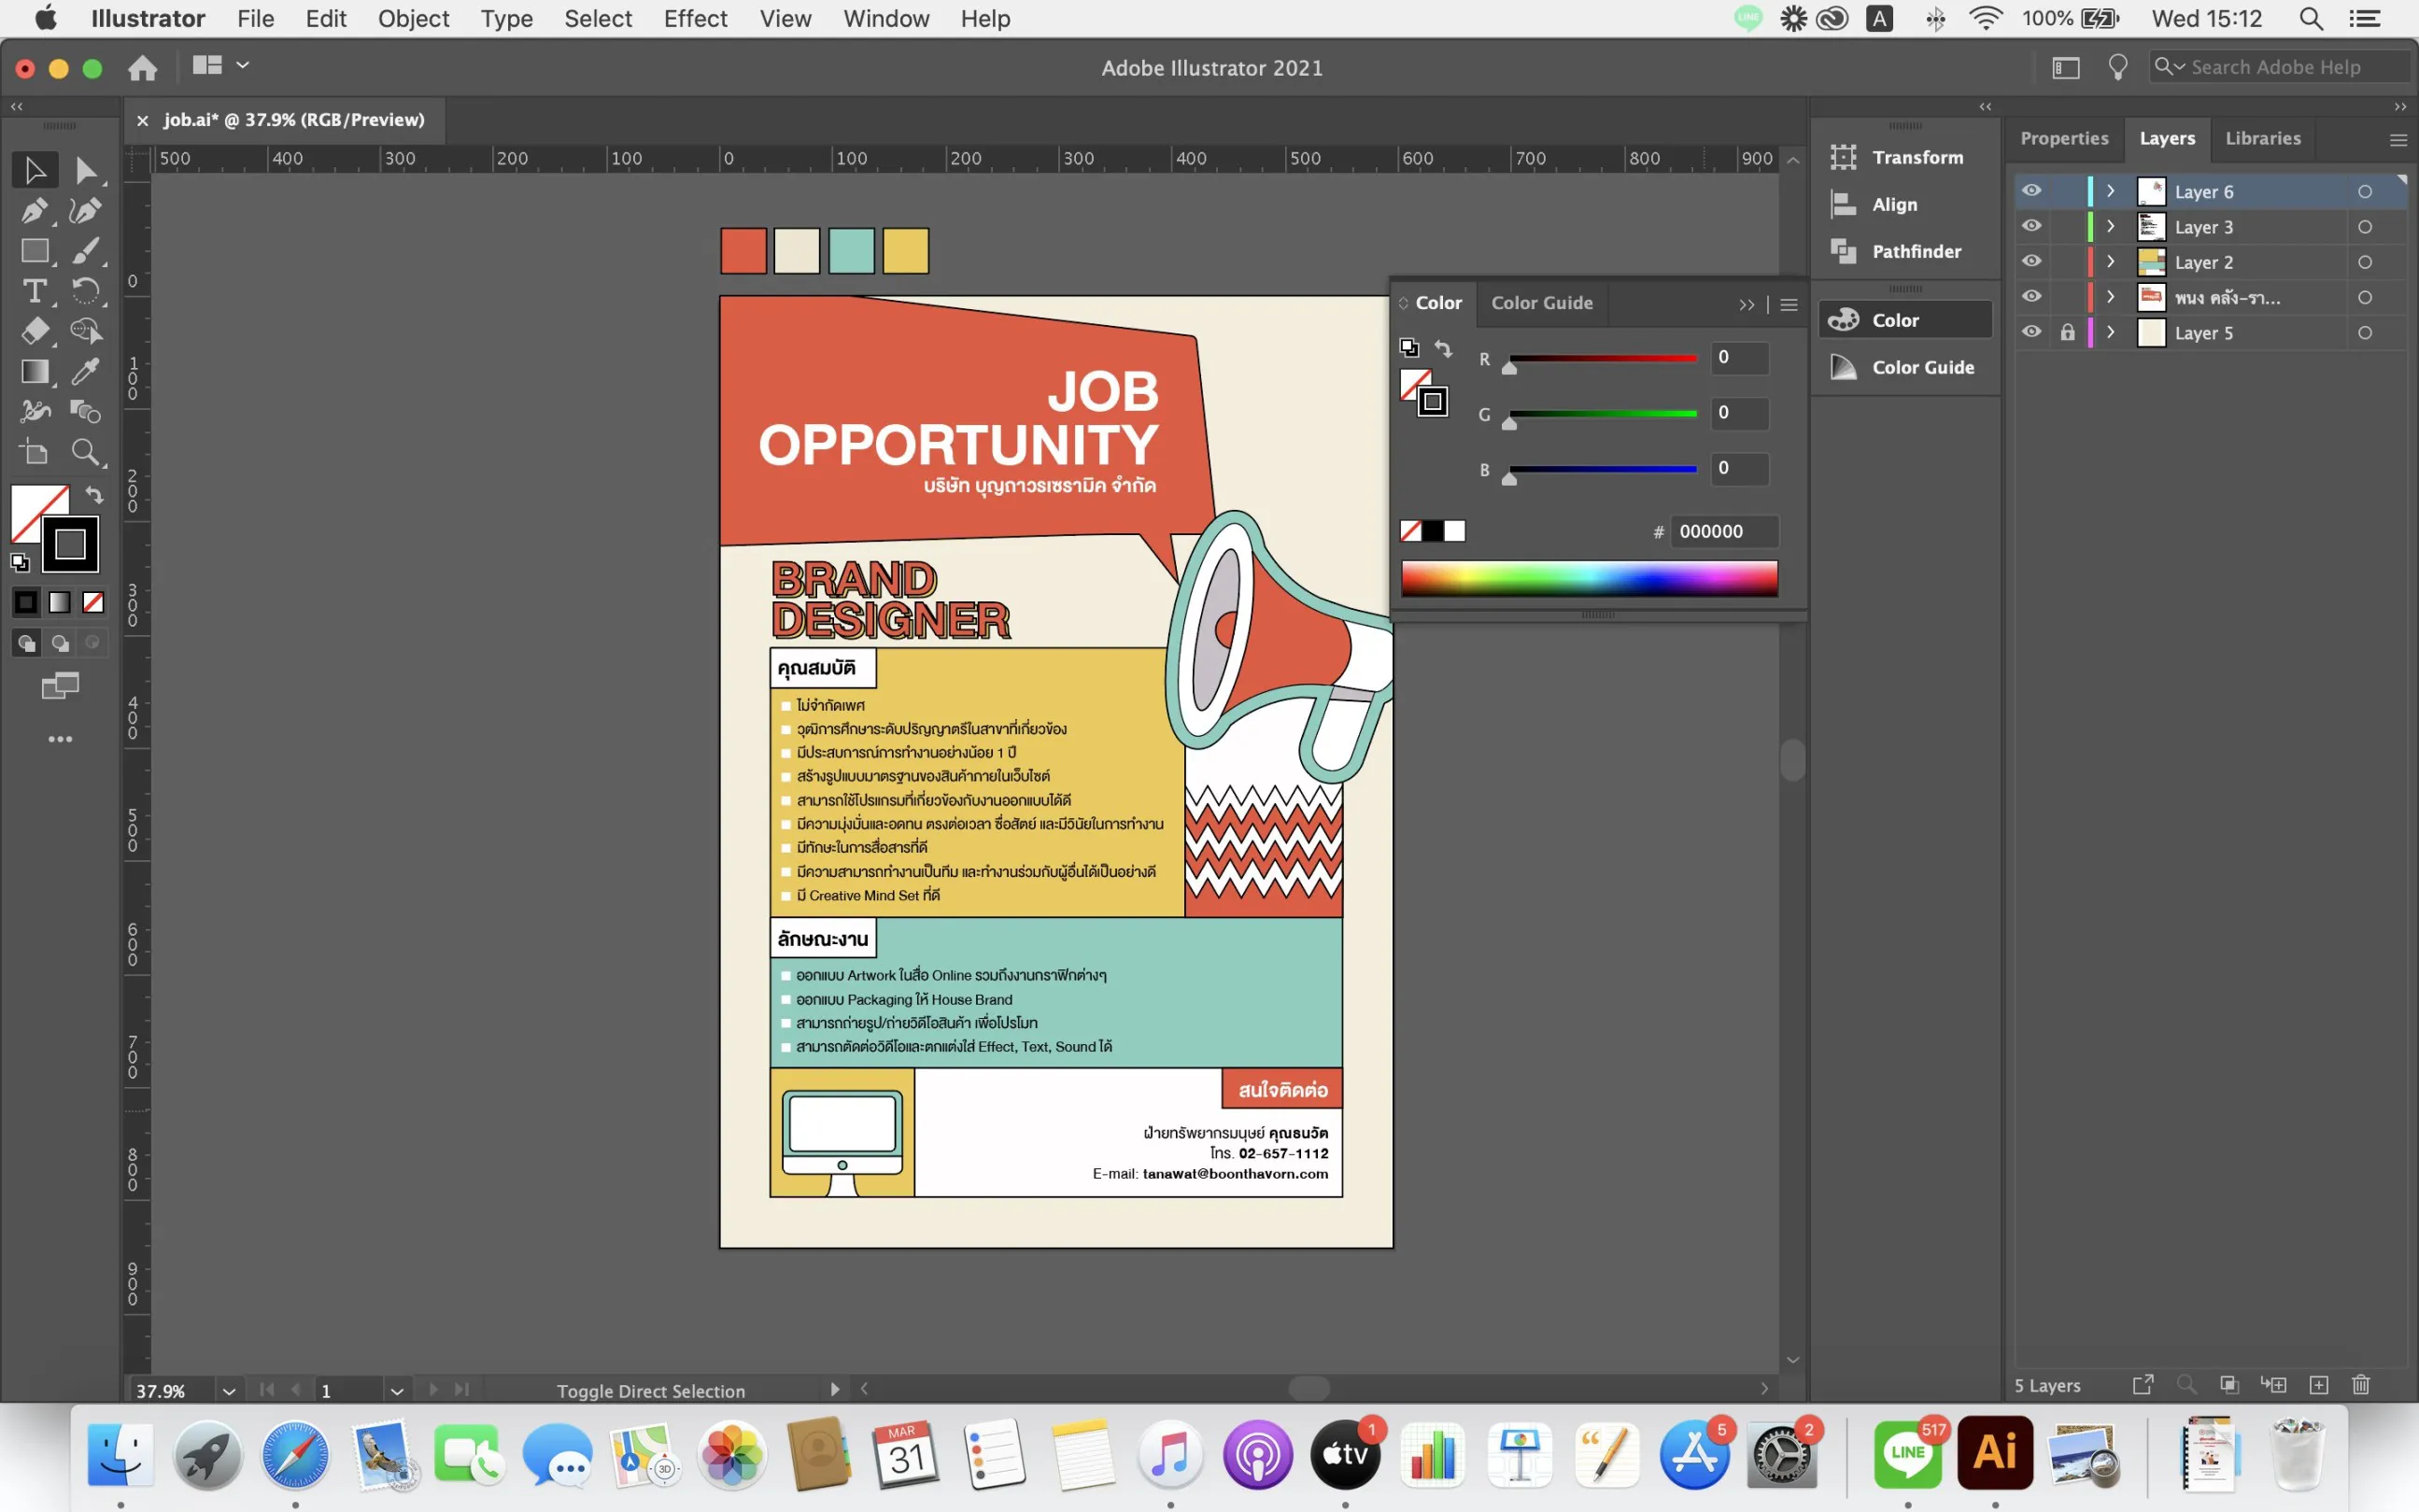 Illustrator File Edit Object Type Select Effect View Window Help
LINE A 100% Wed 15:12
Adobe Illustrator 2021
Search Adobe Help
job.ai* @ 37.9% (RGB/Preview)
500 400 300 200 100 0 100 200 300 400 500 600 700 800 900
0
100
200
300
400
500
600
700
800
900
JOB
OPPORTUNITY
บริษัท บุญถาวรเซรามิค จำกัด
BRAND
DESIGNER
คุณสมบัติ
ไม่จำกัดเพศ
วุฒิการศึกษาระดับปริญญาตรีในสาขาที่เกี่ยวข้อง
มีประสบการณ์การทำงานอย่างน้อย 1 ปี
สร้างรูปแบบมาตรฐานของสินค้าภายในเว็บไซต์
สามารถใช้โปรแกรมที่เกี่ยวข้องกับงานออกแบบได้ดี
มีความมุ่งมั่นและอดทน ตรงต่อเวลา ซื่อสัตย์ และมีวินัยในการทำงาน
มีทักษะในการสื่อสารที่ดี
มีความสามารถทำงานเป็นทีม และทำงานร่วมกับผู้อื่นได้เป็นอย่างดี
มี Creative Mind Set ที่ดี
ลักษณะงาน
ออกแบบ Artwork ในสื่อ Online รวมถึงงานกราฟิกต่างๆ
ออกแบบ Packaging ให้ House Brand
สามารถถ่ายรูป/ถ่ายวิดีโอสินค้า เพื่อโปรโมท
สามารถตัดต่อวิดีโอและตกแต่งใส่ Effect, Text, Sound ได้
สนใจติดต่อ
ฝ่ายทรัพยากรมนุษย์ คุณธนวัต
โทร. 02-657-1112
E-mail: tanawat@boonthavorn.com
Color Color Guide
R 0
G 0
B 0
# 000000
Transform
Align
Pathfinder
Color
Color Guide
Properties Layers Libraries
Layer 6
Layer 3
Layer 2
พนง คลัง-รา...
Layer 5
5 Layers
37.9% 1 Toggle Direct Selection
MAR
31
3D
tv
1
5
2
LINE
517
Ai